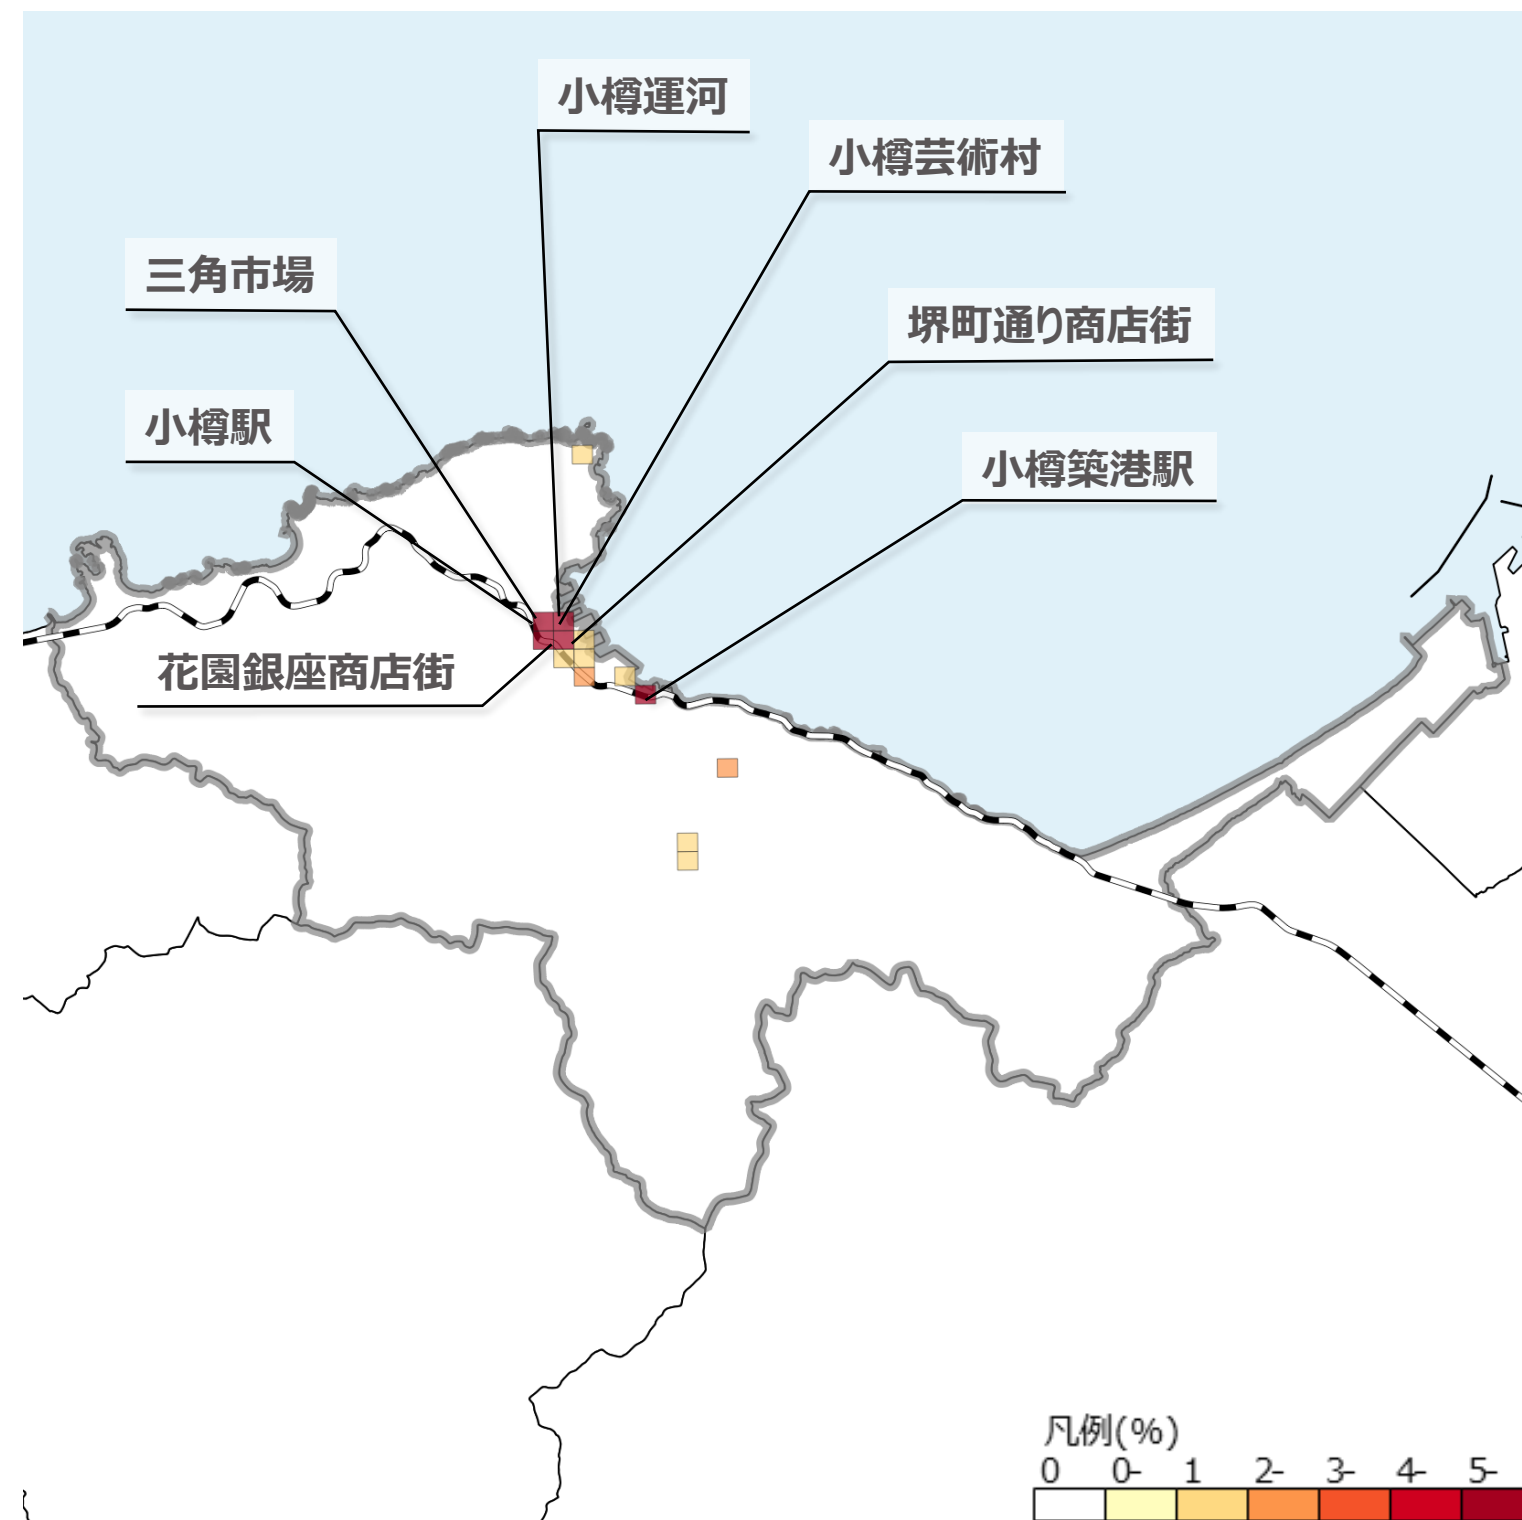 小樽運河
小樽芸術村
三角市場
堺町通り商店街
小樽駅
小樽築港駅
花園銀座商店街
凡例(%)
0 0- 1 2- 3- 4- 5-